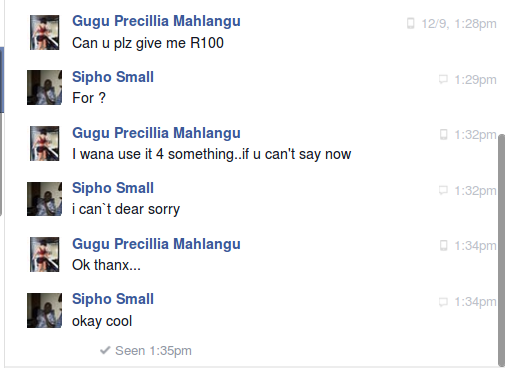 Gugu Precillia Mahlangu 12/9, 1:28pm
Can u plz give me R100
Sipho Small 1:29pm
For ?
Gugu Precillia Mahlangu 1:32pm
I wana use it 4 something..if u can't say now
Sipho Small 1:32pm
i can`t dear sorry
Gugu Precillia Mahlangu 1:34pm
Ok thanx...
Sipho Small 1:34pm
okay cool
Seen 1:35pm